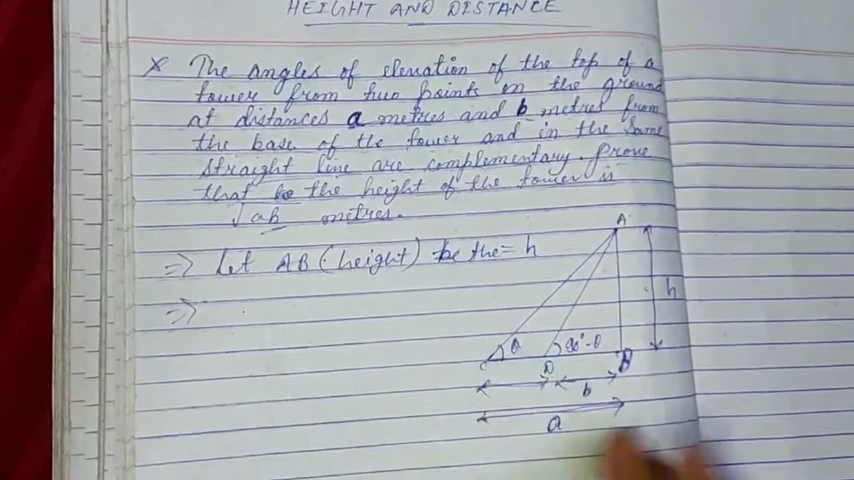 HEIGHT AND DISTANCE
* The angles of elevation of the top of a
tower from two points on the ground
at distances a metres and b metres from
the base of the tower and in the same
straight line are complementary. Prove
that the height of the tower is
√ab metres.
⇒ Let AB (height) be the = h
⇒
A
h
θ
90°-θ
C
D
B
b
a